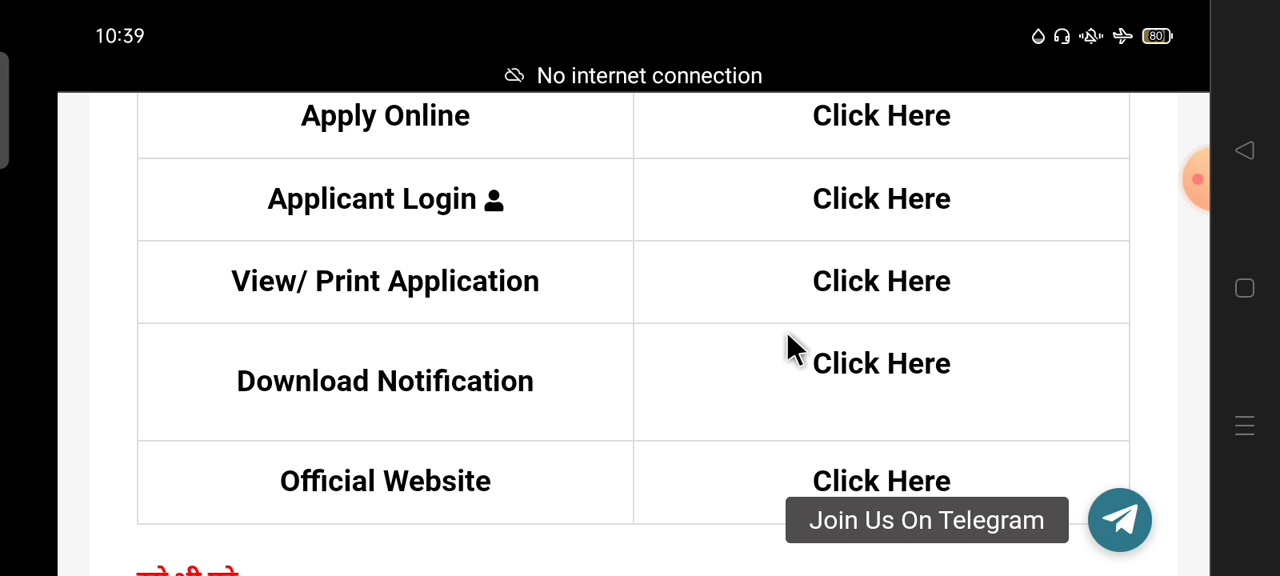 10:39
80
No internet connection
Apply Online Click Here
Applicant Login Click Here
View/ Print Application Click Here
Download Notification Click Here
Official Website Click Here
Join Us On Telegram